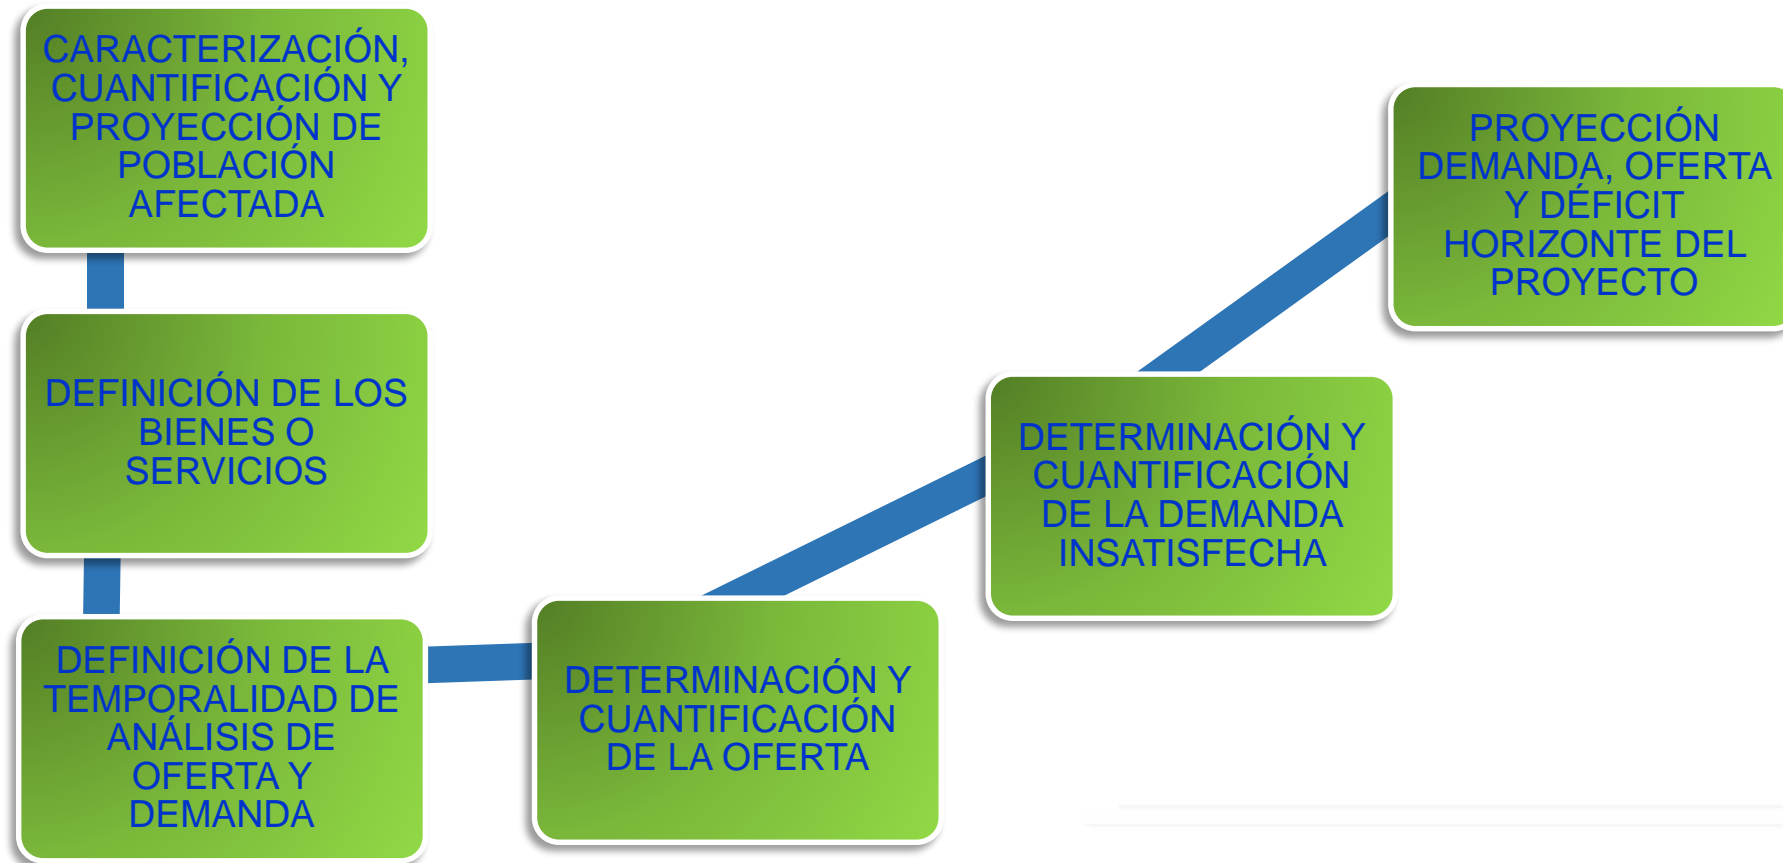 CARACTERIZACIÓN,
CUANTIFICACIÓN Y
PROYECCIÓN DE
POBLACIÓN
AFECTADA
DEFINICIÓN DE LOS
BIENES O
SERVICIOS
DEFINICIÓN DE LA
TEMPORALIDAD DE
ANÁLISIS DE
OFERTA Y
DEMANDA
DETERMINACIÓN Y
CUANTIFICACIÓN
DE LA OFERTA
DETERMINACIÓN Y
CUANTIFICACIÓN
DE LA DEMANDA
INSATISFECHA
PROYECCIÓN
DEMANDA, OFERTA
Y DÉFICIT
HORIZONTE DEL
PROYECTO